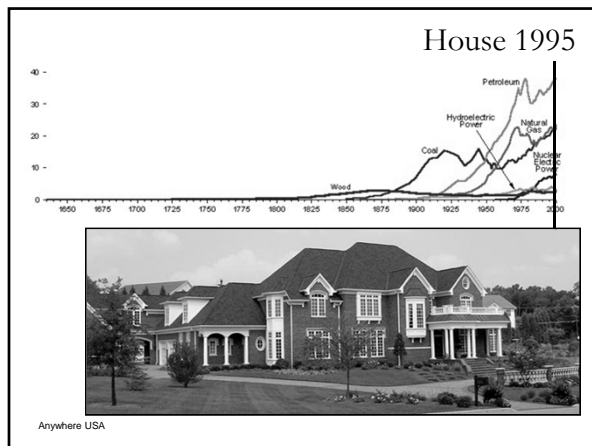 House 1995
40
Petroleum
30
Hydroelectric
Power
Natural
Gas
20
Coal
Nuclear
Electric
Power
10
Wood
0
1650 1675 1700 1725 1750 1775 1800 1825 1850 1875 1900 1925 1950 1975 2000
Anywhere USA